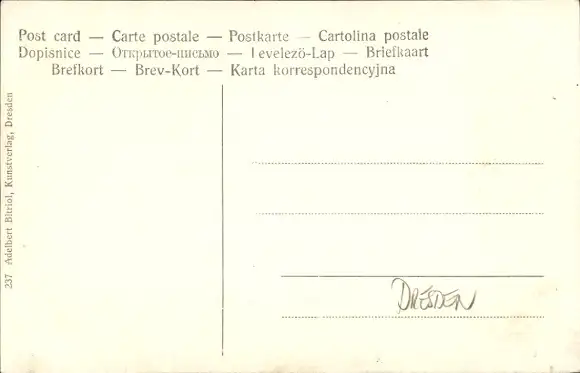 Post card — Carte postale — Postkarte — Cartolina postale
Dopisnice — Открытое-письмо — Levelező-Lap — Briefkaart
Brefkort — Brev-Kort — Karta korrespondencyjna
237 Adelbert Bitriol, Kunstverlag, Dresden
DRESDEN